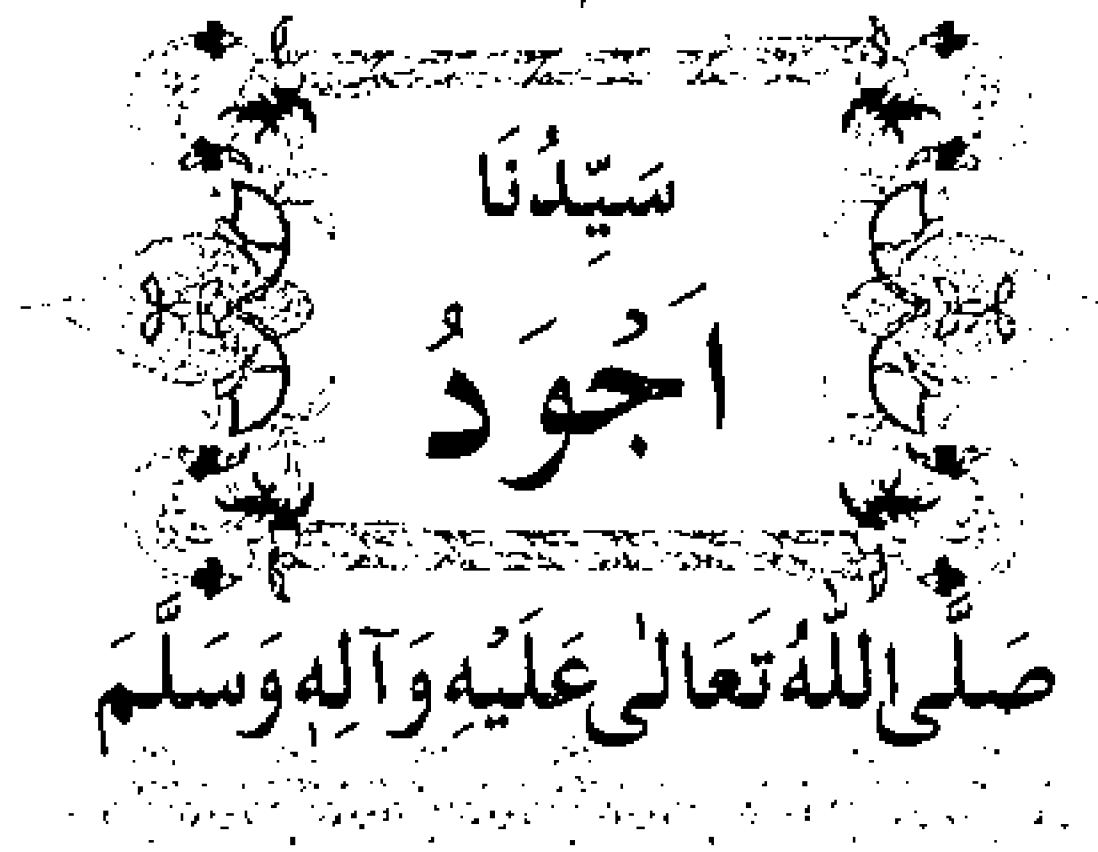 سَيِّدُنَا
اَجُوَدُ
صَلَّى اللّٰهُ تَعَالٰى عَلَيْهِ وَآلِهٖ وَسَلَّمَ